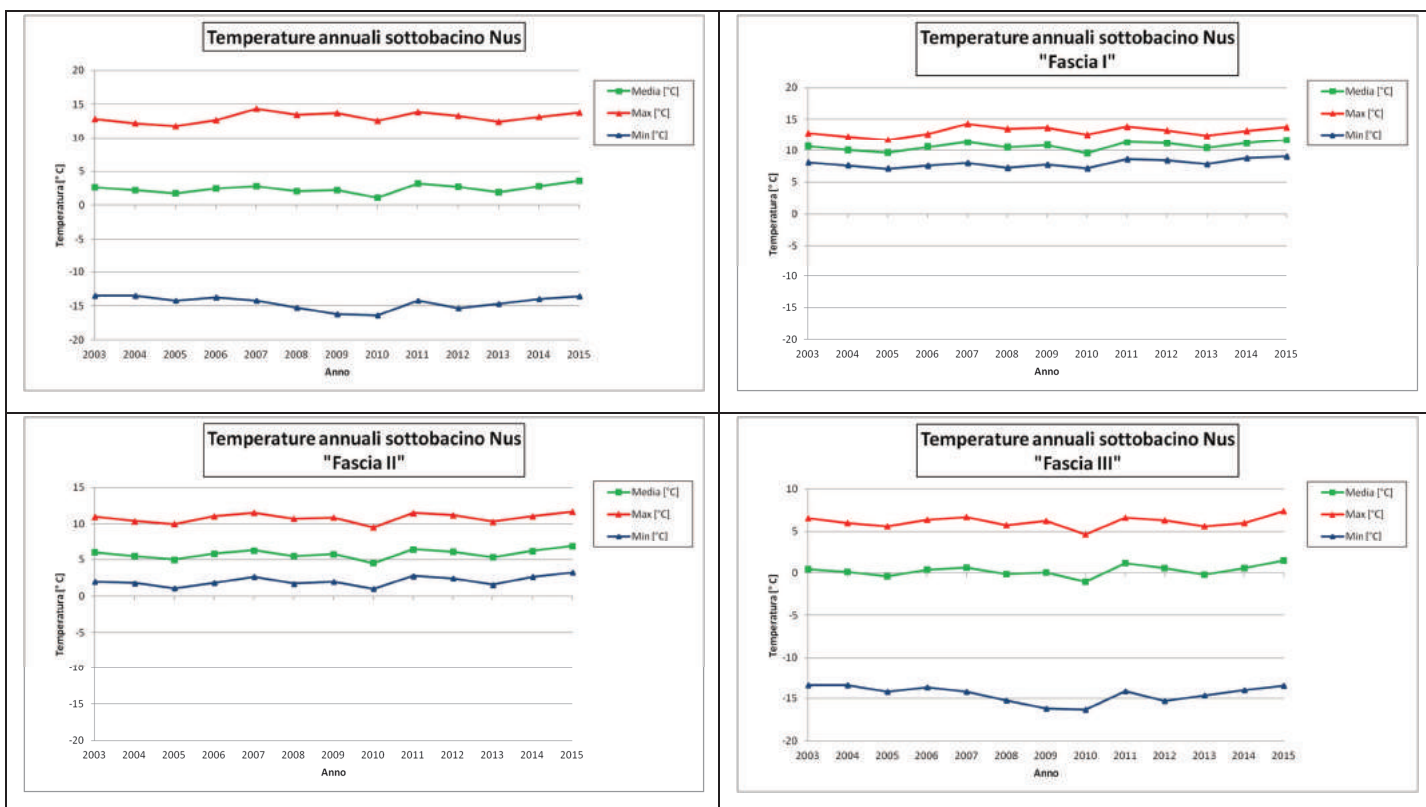 Temperature annuali sottobacino Nus
20
15
10
5
0
-5
-10
-15
-20
Temperatura [° C]
2003 2004 2005 2006 2007 2008 2009 2010 2011 2012 2013 2014 2015
Anno
Media [°C]
Max [°C]
Min [°C]
Temperature annuali sottobacino Nus
"Fascia I"
20
15
10
5
0
-5
-10
-15
-20
Temperatura [° C]
2003 2004 2005 2006 2007 2008 2009 2010 2011 2012 2013 2014 2015
Anno
Media [°C]
Max [°C]
Min [°C]
Temperature annuali sottobacino Nus
"Fascia II"
15
10
5
0
-5
-10
-15
-20
Temperatura [° C]
2003 2004 2005 2006 2007 2008 2009 2010 2011 2012 2013 2014 2015
Anno
Media [°C]
Max [°C]
Min [°C]
Temperature annuali sottobacino Nus
"Fascia III"
10
5
0
-5
-10
-15
-20
Temperatura [° C]
2003 2004 2005 2006 2007 2008 2009 2010 2011 2012 2013 2014 2015
Anno
Media [°C]
Max [°C]
Min [°C]